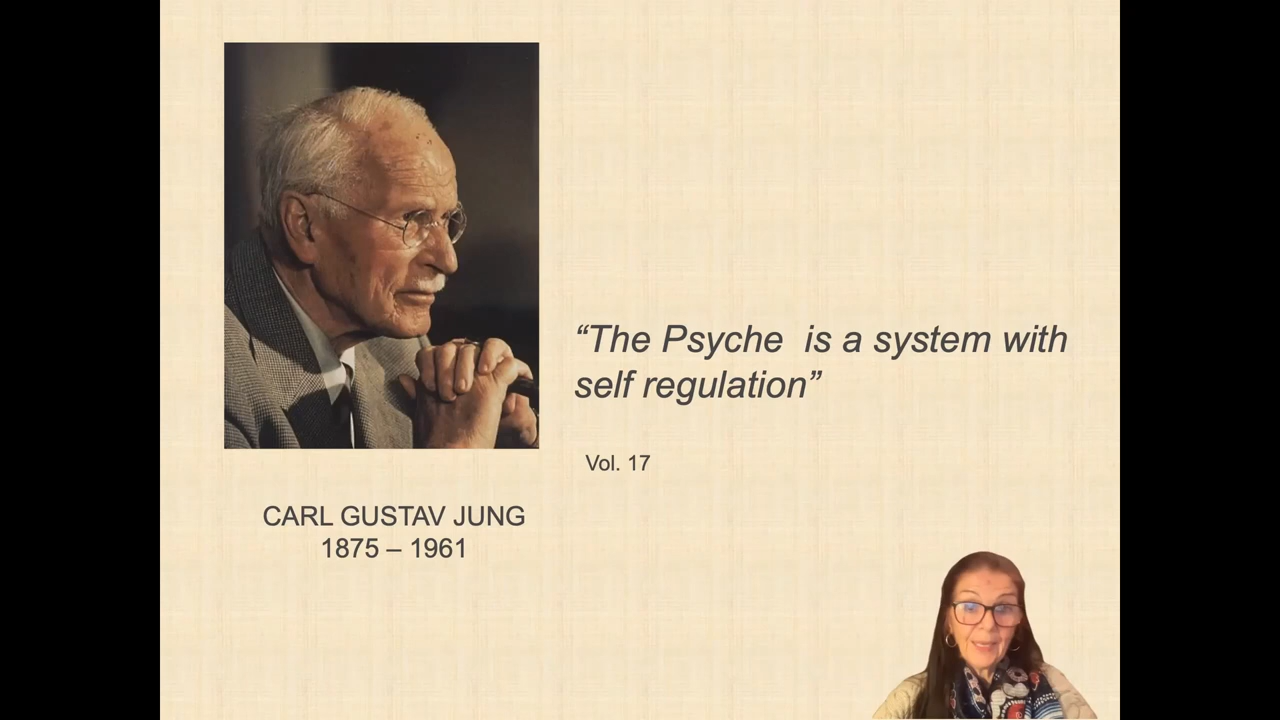 “The Psyche  is a system with
self regulation”
Vol. 17
CARL GUSTAV JUNG
1875 – 1961